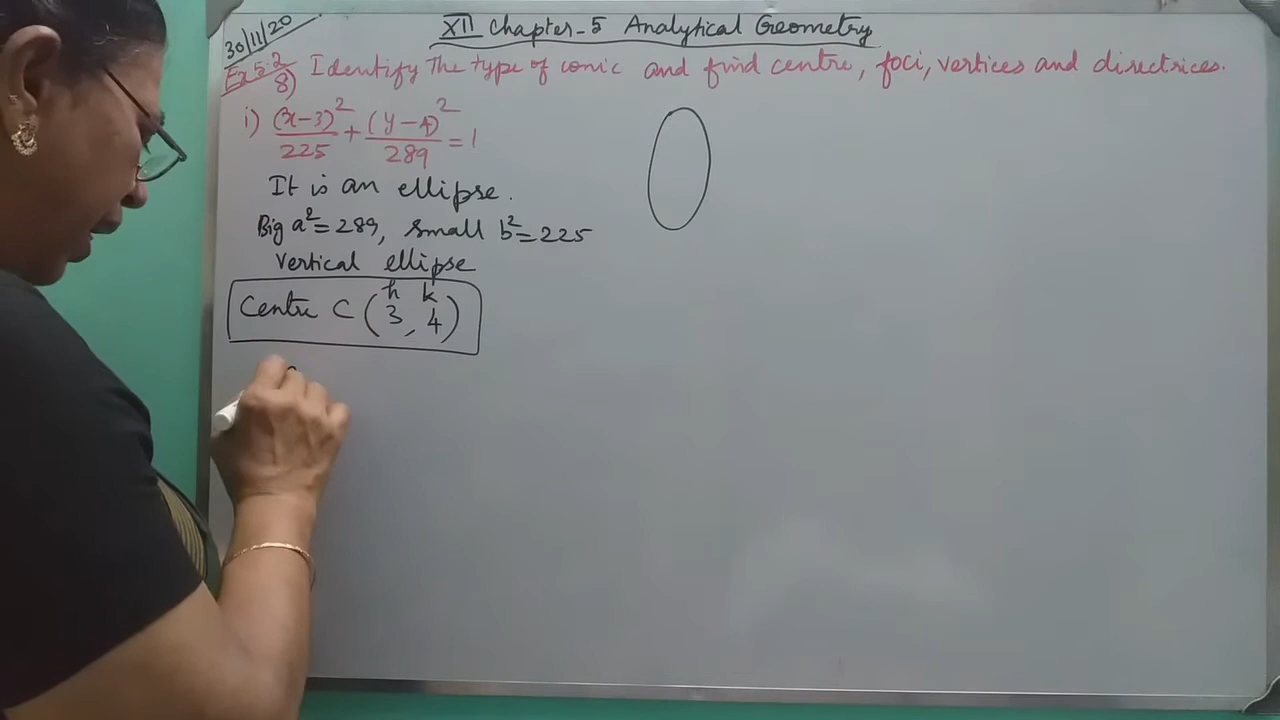 30/11/20
XII Chapter-5 Analytical Geometry
Ex 5.2
8) Identify The type of conic and find centre, foci, vertices and directrices.
i) (x-3)²/225 + (y-4)²/289 = 1
It is an ellipse.
Big a²=289, small b²=225
Vertical ellipse
h k
Centre C (3, 4)